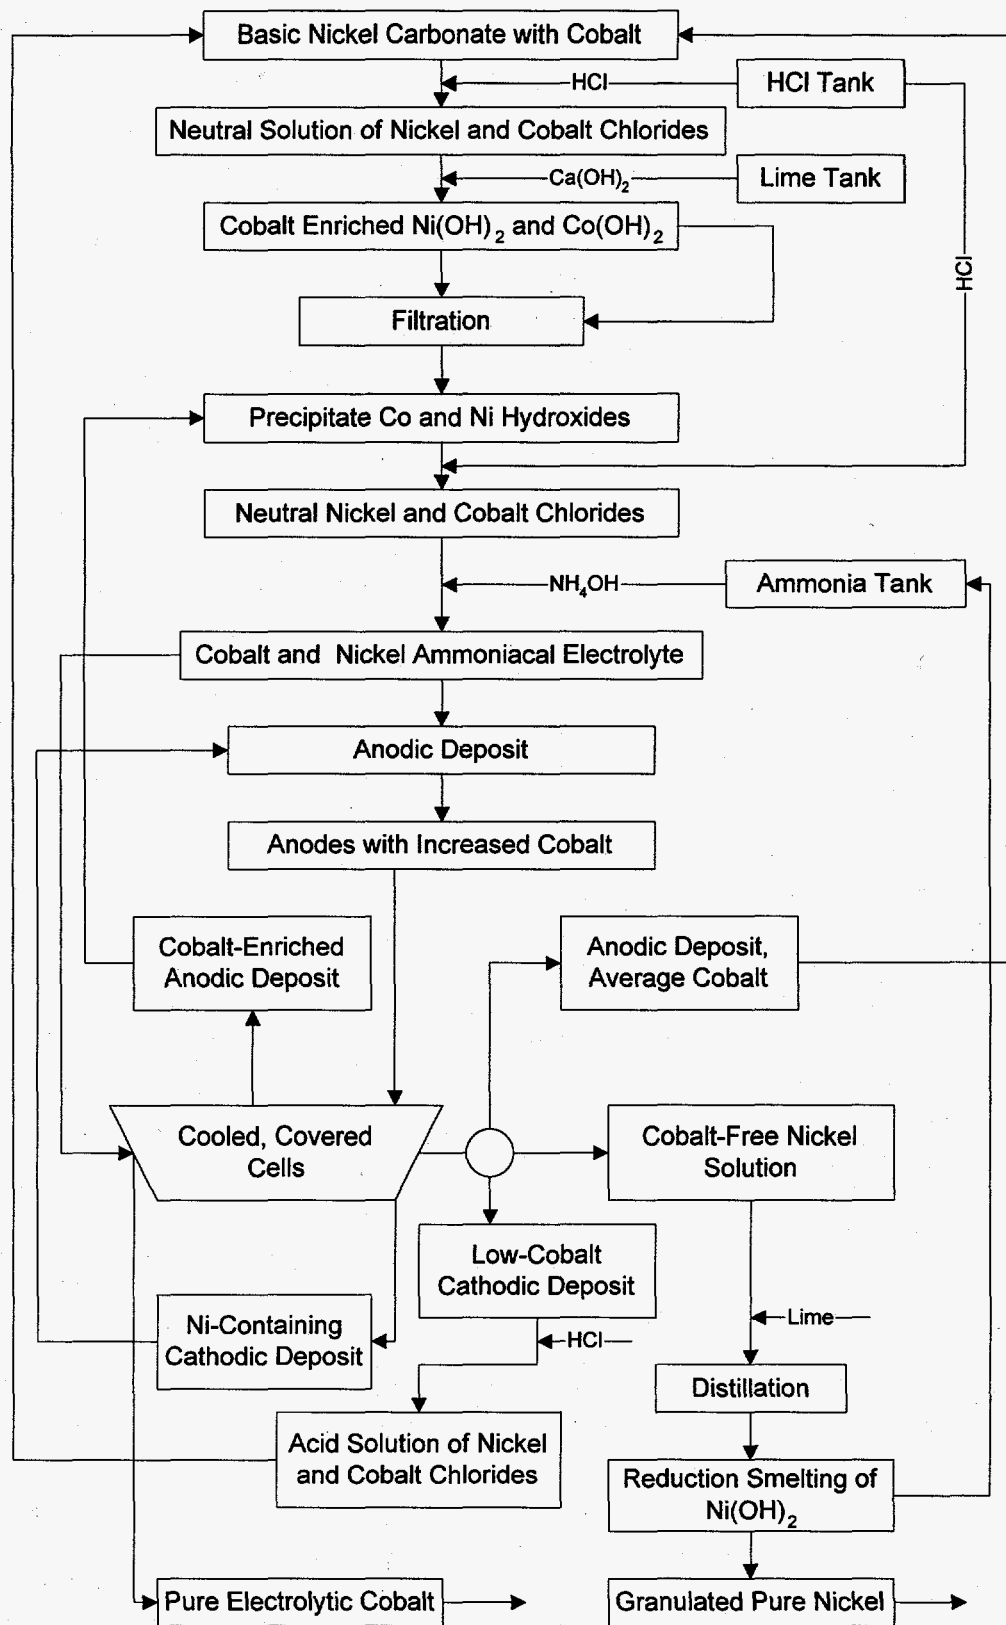 Basic Nickel Carbonate with Cobalt
HCl
HCl Tank
Neutral Solution of Nickel and Cobalt Chlorides
Ca(OH)₂
Lime Tank
Cobalt Enriched Ni(OH)₂ and Co(OH)₂
HCl
Filtration
Precipitate Co and Ni Hydroxides
Neutral Nickel and Cobalt Chlorides
NH₄OH
Ammonia Tank
Cobalt and Nickel Ammoniacal Electrolyte
Anodic Deposit
Anodes with Increased Cobalt
Cobalt-Enriched
Anodic Deposit
Anodic Deposit,
Average Cobalt
Cooled, Covered
Cells
Cobalt-Free Nickel
Solution
Low-Cobalt
Cathodic Deposit
Ni-Containing
Cathodic Deposit
Lime
HCl
Distillation
Acid Solution of Nickel
and Cobalt Chlorides
Reduction Smelting of
Ni(OH)₂
Pure Electrolytic Cobalt
Granulated Pure Nickel